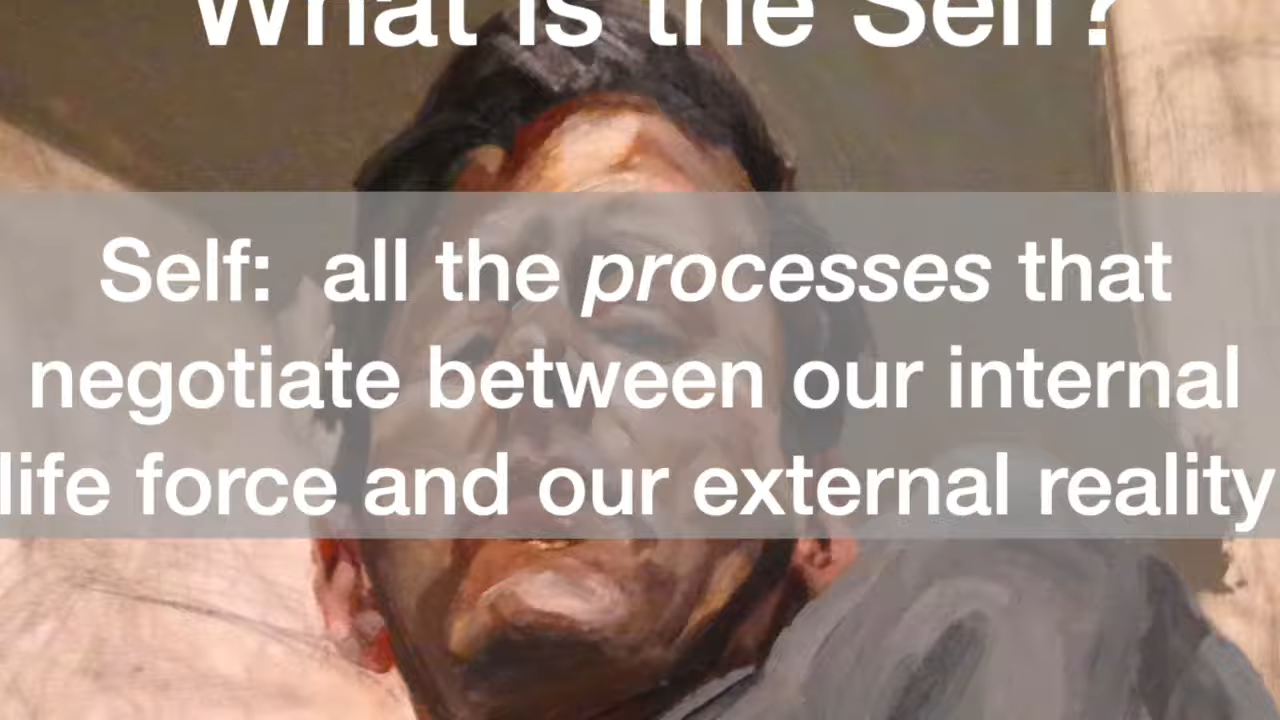 What is the Self?
Self: all the processes that
negotiate between our internal
life force and our external reality